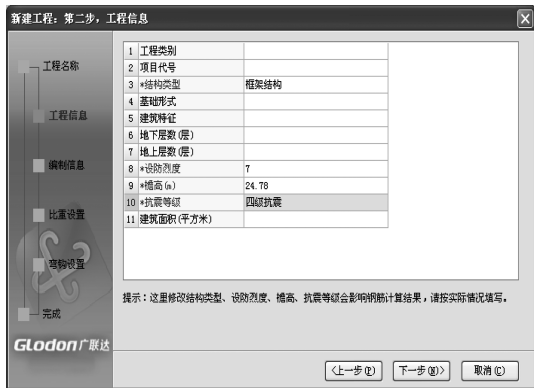 新建工程：第二步，工程信息
工程名称
工程信息
编制信息
比重设置
弯钩设置
完成
Glodon广联达
1 工程类别
2 项目代号
3 *结构类型 框架结构
4 基础形式
5 建筑特征
6 地下层数(层)
7 地上层数(层)
8 *设防烈度 7
9 *檐高(m) 24.78
10 *抗震等级 四级抗震
11 建筑面积(平方米)
提示：这里修改结构类型、设防烈度、檐高、抗震等级会影响钢筋计算结果，请按实际情况填写。
<上一步(P) 下一步(N)> 取消(C)